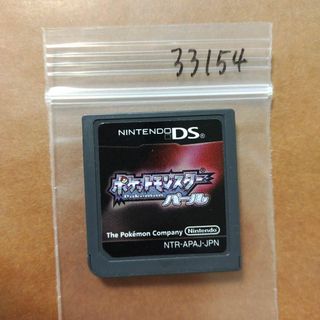 33154
NINTENDO DS
ポケットモンスター
Pokémon
パール
The Pokémon Company Nintendo
NTR-APAJ-JPN